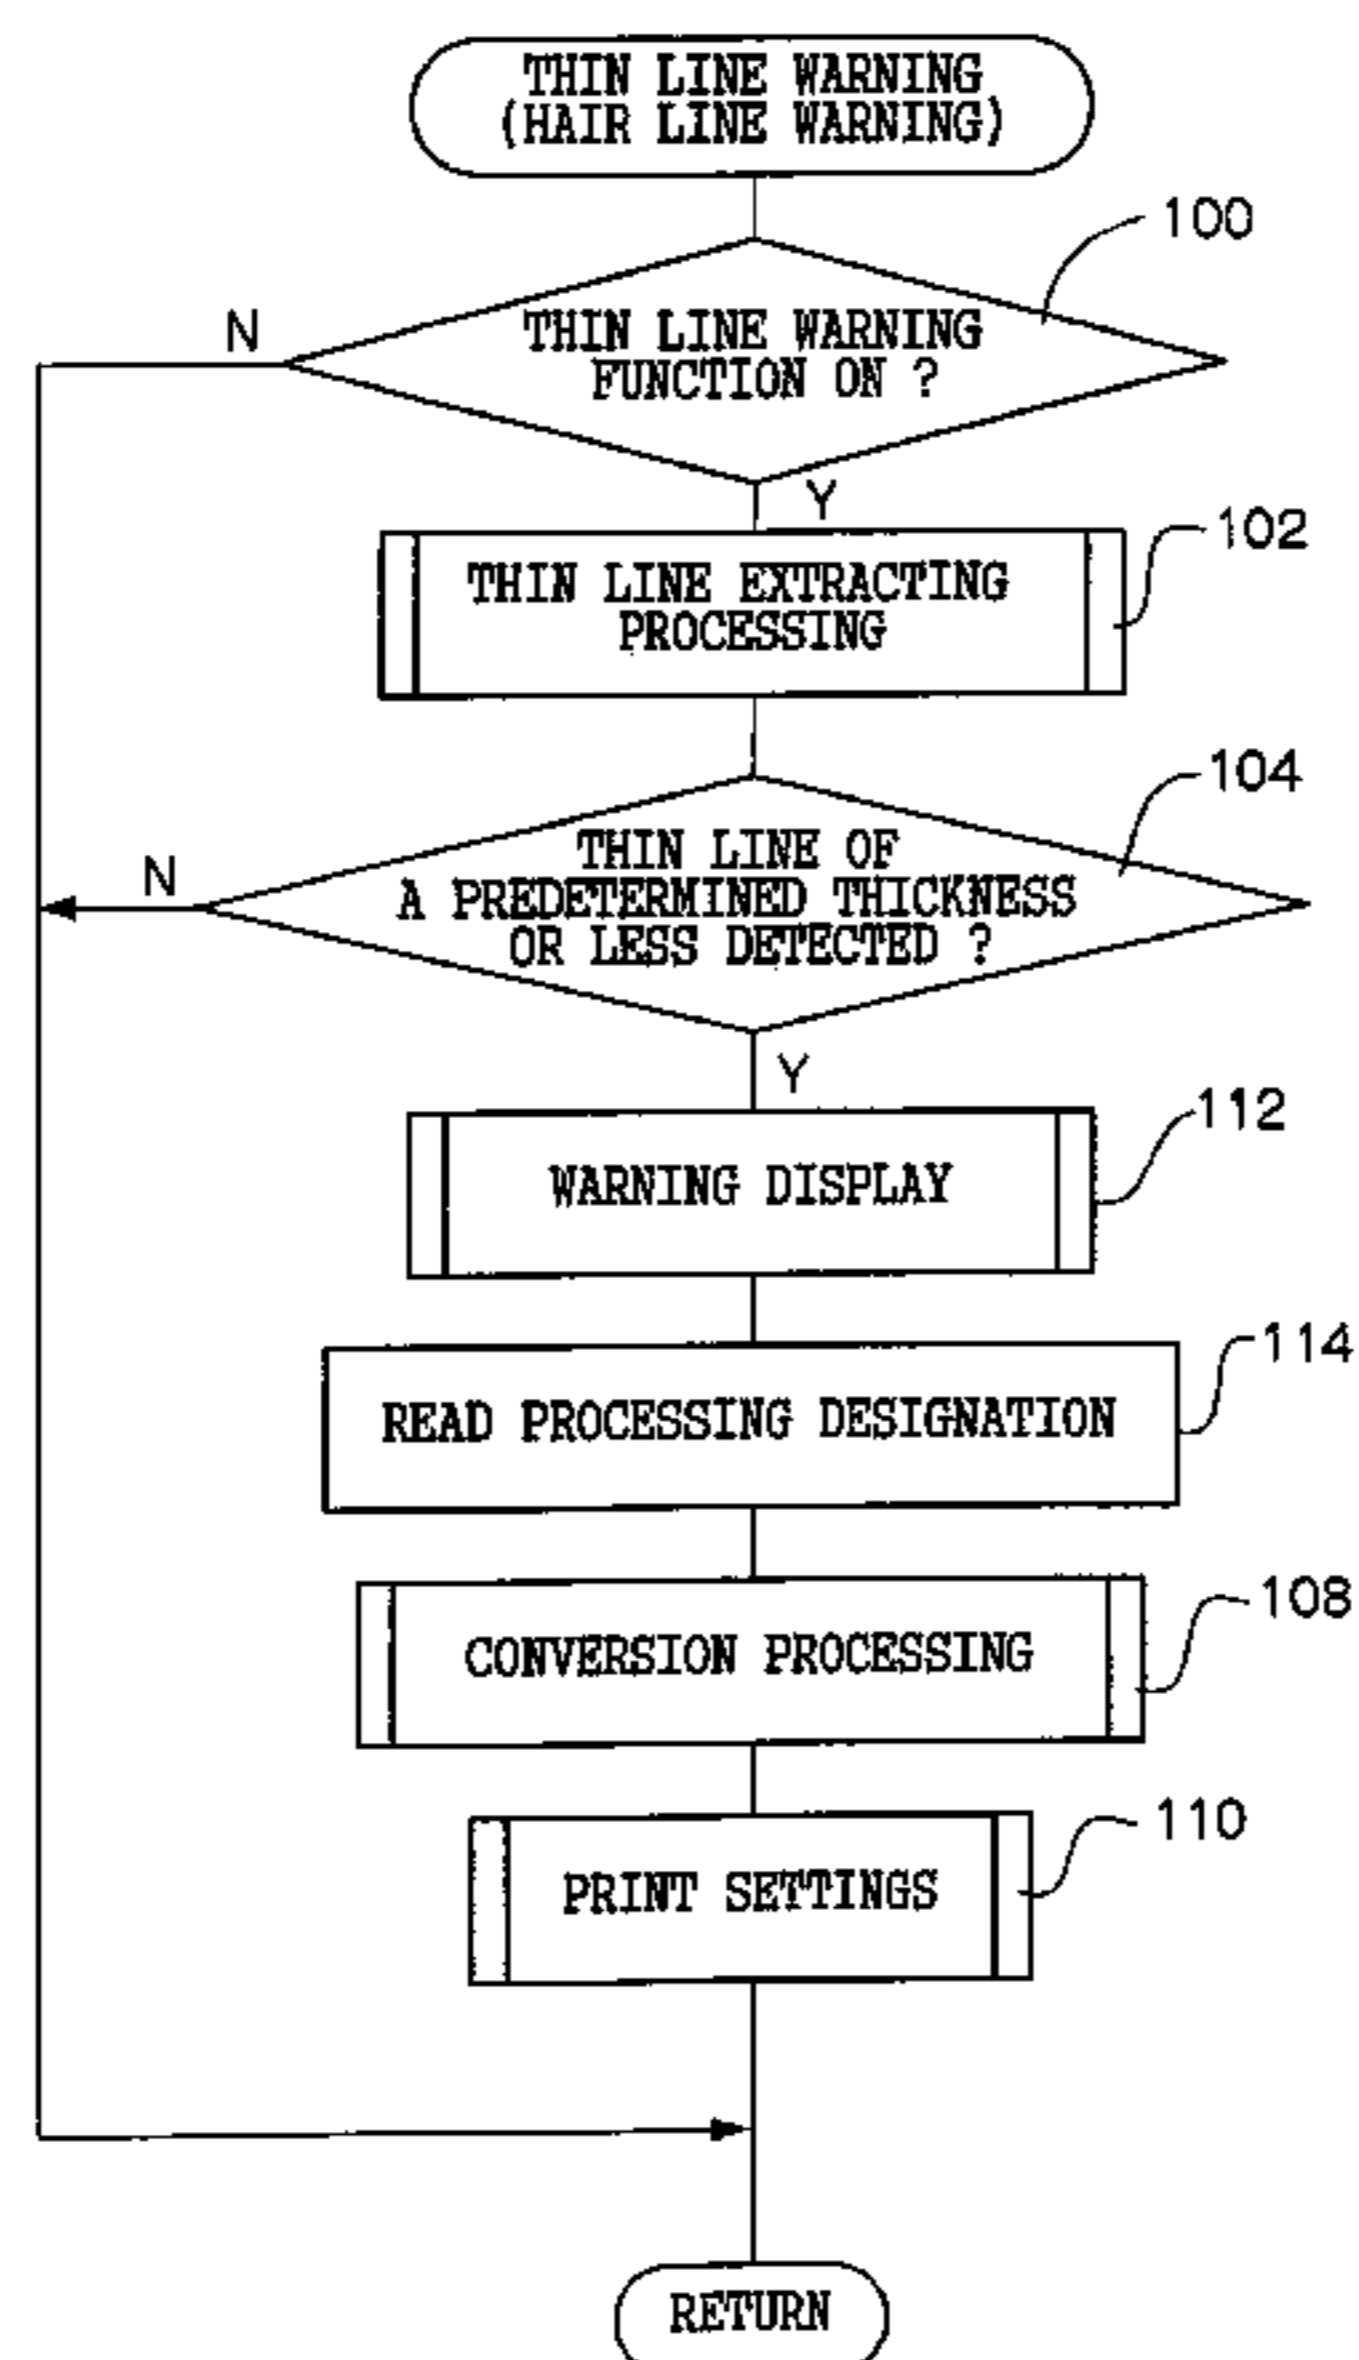 THIN LINE WARNING
(HAIR LINE WARNING)
100
N
THIN LINE WARNING
FUNCTION ON ?
Y
102
THIN LINE EXTRACTING
PROCESSING
104
N
THIN LINE OF
A PREDETERMINED THICKNESS
OR LESS DETECTED ?
Y
112
WARNING DISPLAY
114
READ PROCESSING DESIGNATION
108
CONVERSION PROCESSING
110
PRINT SETTINGS
RETURN